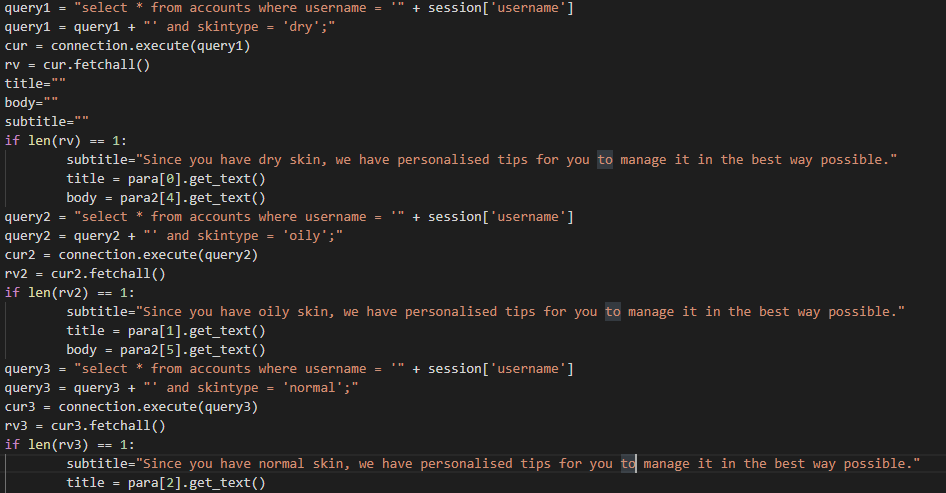 query1 = "select * from accounts where username = '" + session['username']
query1 = query1 + "' and skintype = 'dry';"
cur = connection.execute(query1)
rv = cur.fetchall()
title=""
body=""
subtitle=""
if len(rv) == 1:
        subtitle="Since you have dry skin, we have personalised tips for you to manage it in the best way possible."
        title = para[0].get_text()
        body = para2[4].get_text()
query2 = "select * from accounts where username = '" + session['username']
query2 = query2 + "' and skintype = 'oily';"
cur2 = connection.execute(query2)
rv2 = cur2.fetchall()
if len(rv2) == 1:
        subtitle="Since you have oily skin, we have personalised tips for you to manage it in the best way possible."
        title = para[1].get_text()
        body = para2[5].get_text()
query3 = "select * from accounts where username = '" + session['username']
query3 = query3 + "' and skintype = 'normal';"
cur3 = connection.execute(query3)
rv3 = cur3.fetchall()
if len(rv3) == 1:
        subtitle="Since you have normal skin, we have personalised tips for you to manage it in the best way possible."
        title = para[2].get_text()